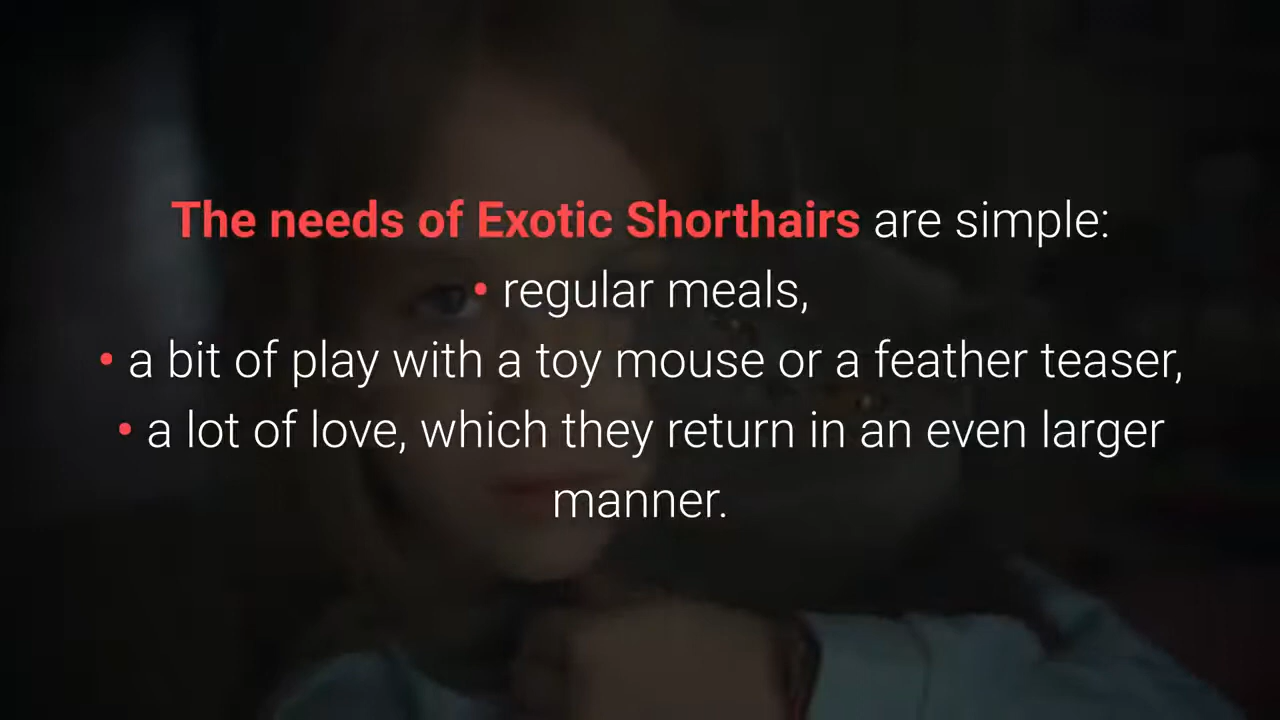 The needs of Exotic Shorthairs are simple:
• regular meals,
• a bit of play with a toy mouse or a feather teaser,
• a lot of love, which they return in an even larger
manner.